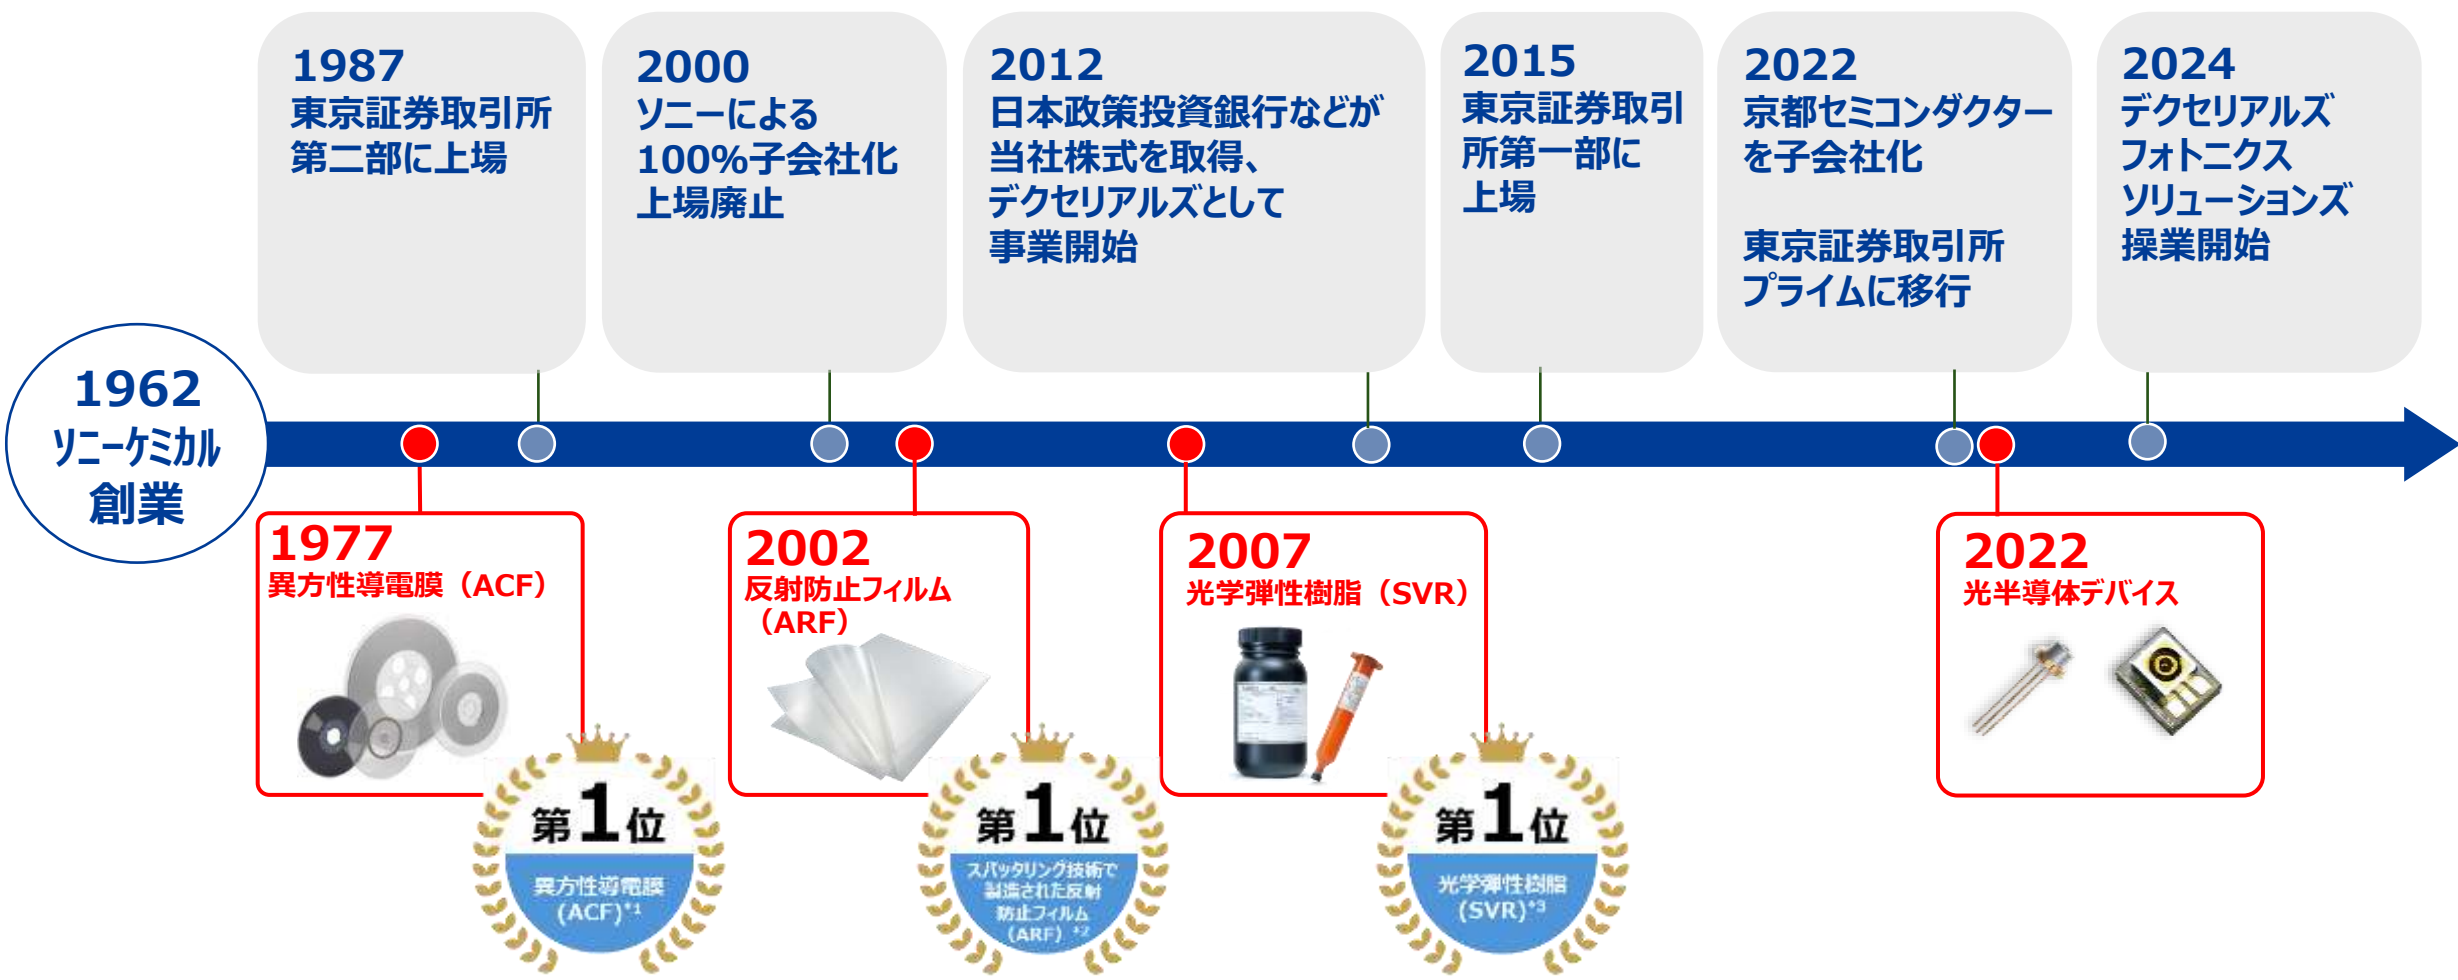 1987
東京証券取引所
第二部に上場
2000
ソニーによる
100%子会社化
上場廃止
2012
日本政策投資銀行などが
当社株式を取得、
デクセリアルズとして
事業開始
2015
東京証券取引
所第一部に
上場
2022
京都セミコンダクター
を子会社化
東京証券取引所
プライムに移行
2024
デクセリアルズ
フォトニクス
ソリューションズ
操業開始
1962
ソニーケミカル
創業
1977
異方性導電膜（ACF）
第1位
異方性導電膜
(ACF)*1
2002
反射防止フィルム
（ARF）
第1位
スパッタリング技術で
製造された反射
防止フィルム
（ARF）*2
2007
光学弾性樹脂（SVR）
第1位
光学弾性樹脂
(SVR)*3
2022
光半導体デバイス